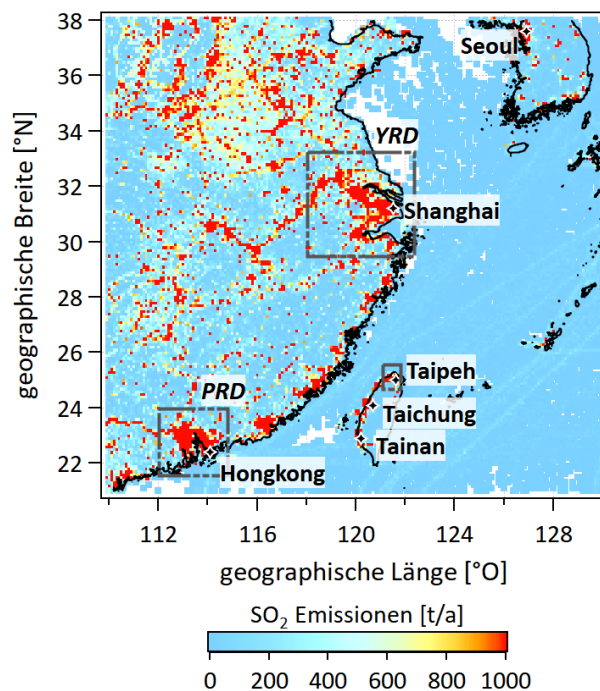 38
36
34
32
30
28
26
24
22
geographische Breite [°N]
Seoul
YRD
Shanghai
PRD
Taipeh
Taichung
Tainan
Hongkong
112 116 120 124 128
geographische Länge [°O]
SO₂ Emissionen [t/a]
0 200 400 600 800 1000